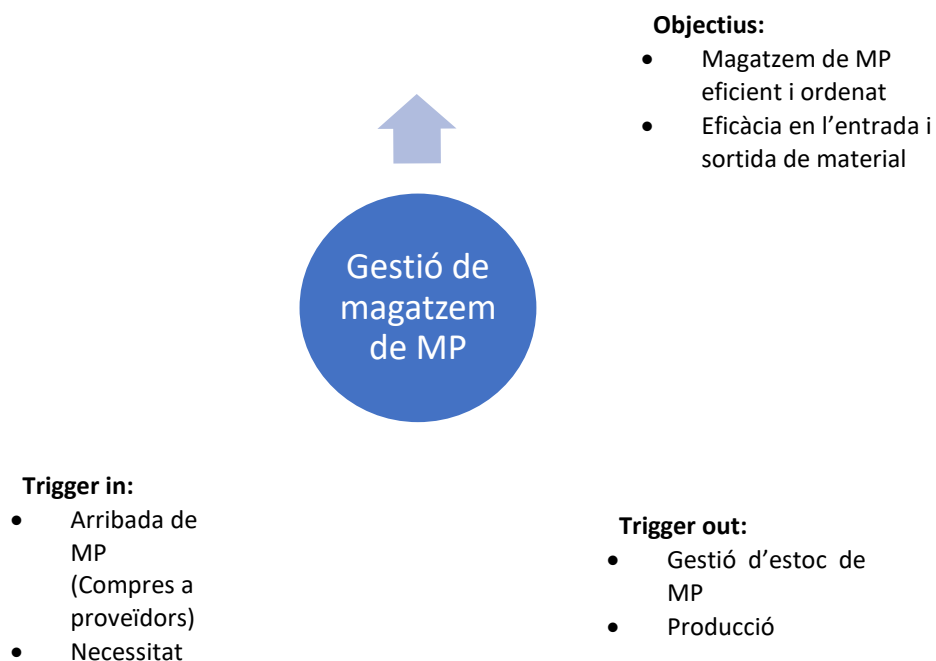 Objectius:
• Magatzem de MP
eficient i ordenat
• Eficàcia en l’entrada i
sortida de material
Gestió de
magatzem
de MP
Trigger in:
• Arribada de
MP
(Compres a
proveïdors)
• Necessitat
Trigger out:
• Gestió d’estoc de
MP
• Producció